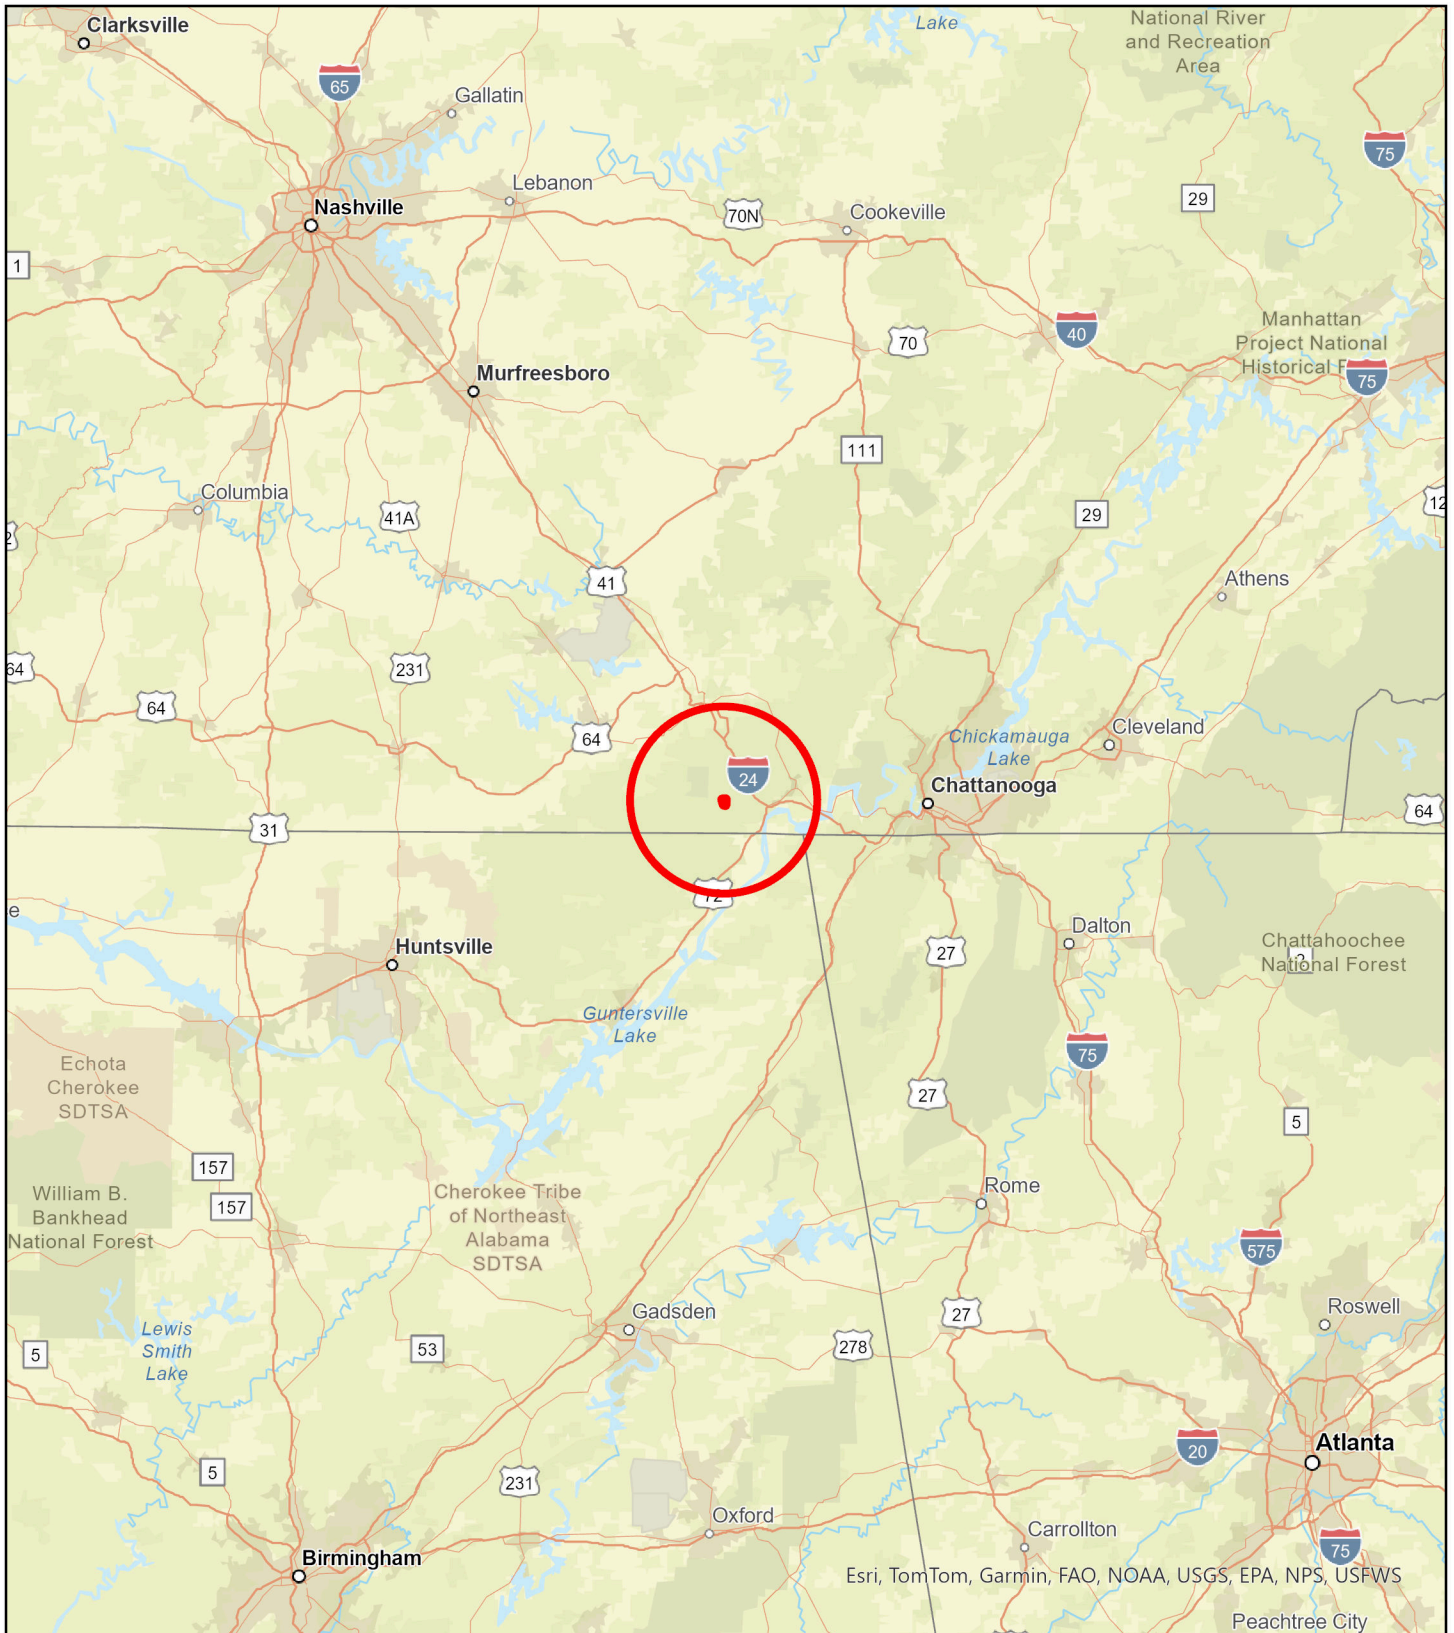 Clarksville
Lake
National River
and Recreation
Area
65
Gallatin
75
Lebanon
29
Nashville
70N
Cookeville
1
40
70
Manhattan
Project National
Historical
75
Murfreesboro
111
Columbia
41A
29
12
2
41
Athens
64
231
64
64
Cleveland
Chickamauga
Lake
24
Chattanooga
64
31
72
e
Dalton
Huntsville
27
Chattahoochee
National Forest
Guntersville
Lake
75
Echota
Cherokee
SDTSA
27
5
157
William B.
Bankhead
National Forest
157
Cherokee Tribe
of Northeast
Alabama
SDTSA
Rome
575
Gadsden
27
Roswell
Lewis
Smith
Lake
5
53
278
20
Atlanta
5
231
Oxford
Carrollton
75
Birmingham
Esri, TomTom, Garmin, FAO, NOAA, USGS, EPA, NPS, USFWS
Peachtree City